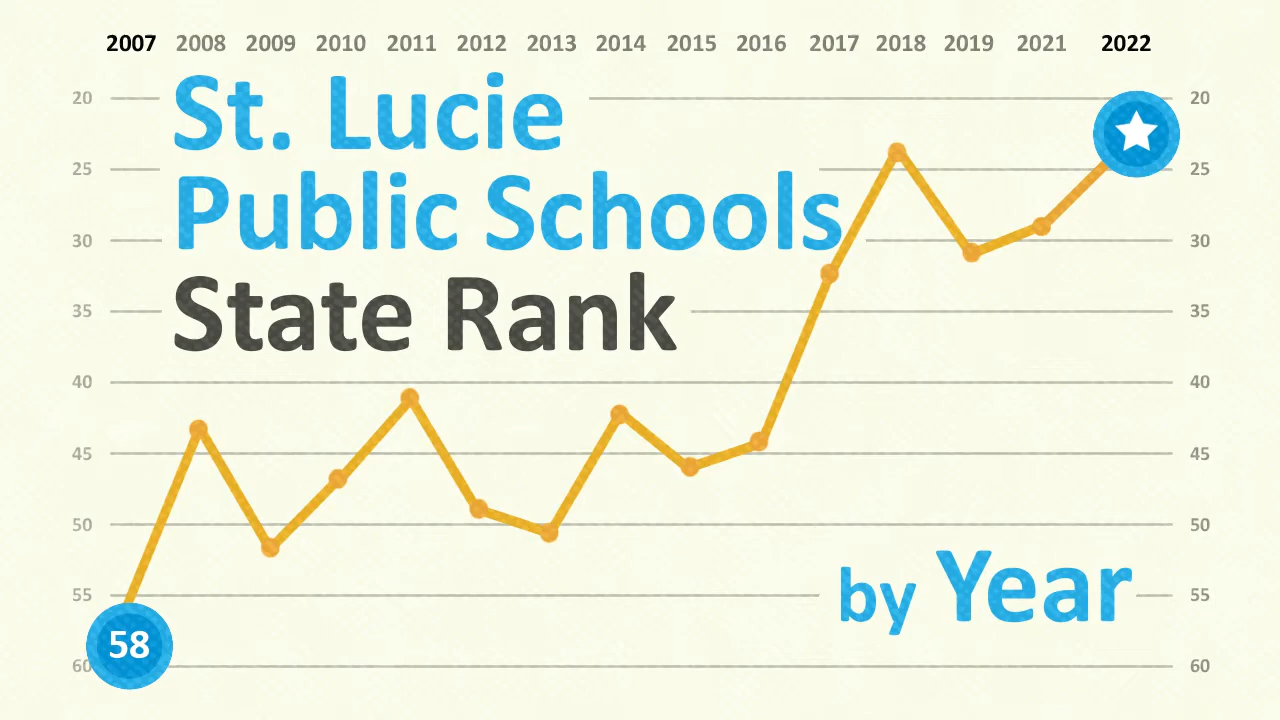 2007 2008 2009 2010 2011 2012 2013 2014 2015 2016 2017 2018 2019 2021 2022
St. Lucie
20 20
Public Schools
25 25
30 30
State Rank
35 35
40 40
45 45
50 50
by Year
55 55
58
60 60